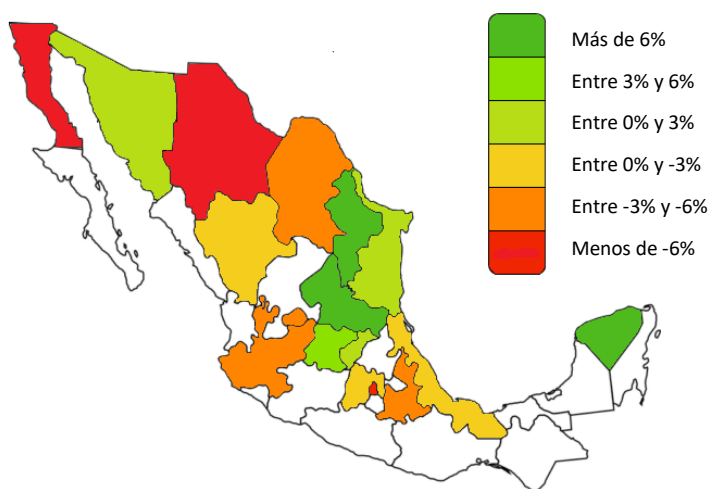 Más de 6%
Entre 3% y 6%
Entre 0% y 3%
Entre 0% y -3%
Entre -3% y -6%
Menos de -6%